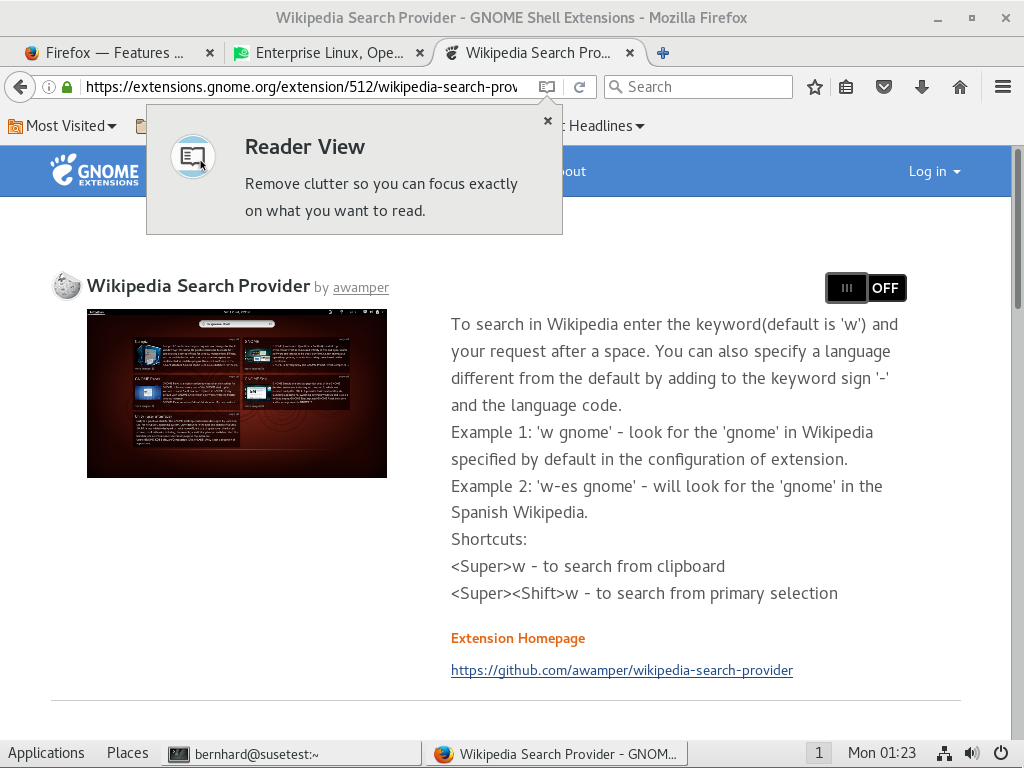 Wikipedia Search Provider - GNOME Shell Extensions - Mozilla Firefox
Firefox — Features ...
Enterprise Linux, Ope...
Wikipedia Search Pro...
https://extensions.gnome.org/extension/512/wikipedia-search-prov
Search
Most Visited
t Headlines
Reader View
Remove clutter so you can focus exactly
on what you want to read.
GNOME
EXTENSIONS
bout
Log in
Wikipedia Search Provider by awamper
OFF
To search in Wikipedia enter the keyword(default is 'w') and
your request after a space. You can also specify a language
different from the default by adding to the keyword sign '-'
and the language code.
Example 1: 'w gnome' - look for the 'gnome' in Wikipedia
specified by default in the configuration of extension.
Example 2: 'w-es gnome' - will look for the 'gnome' in the
Spanish Wikipedia.
Shortcuts:
<Super>w - to search from clipboard
<Super><Shift>w - to search from primary selection
Extension Homepage
https://github.com/awamper/wikipedia-search-provider
Applications
Places
bernhard@susetest:~
Wikipedia Search Provider - GNOM...
1
Mon 01:23